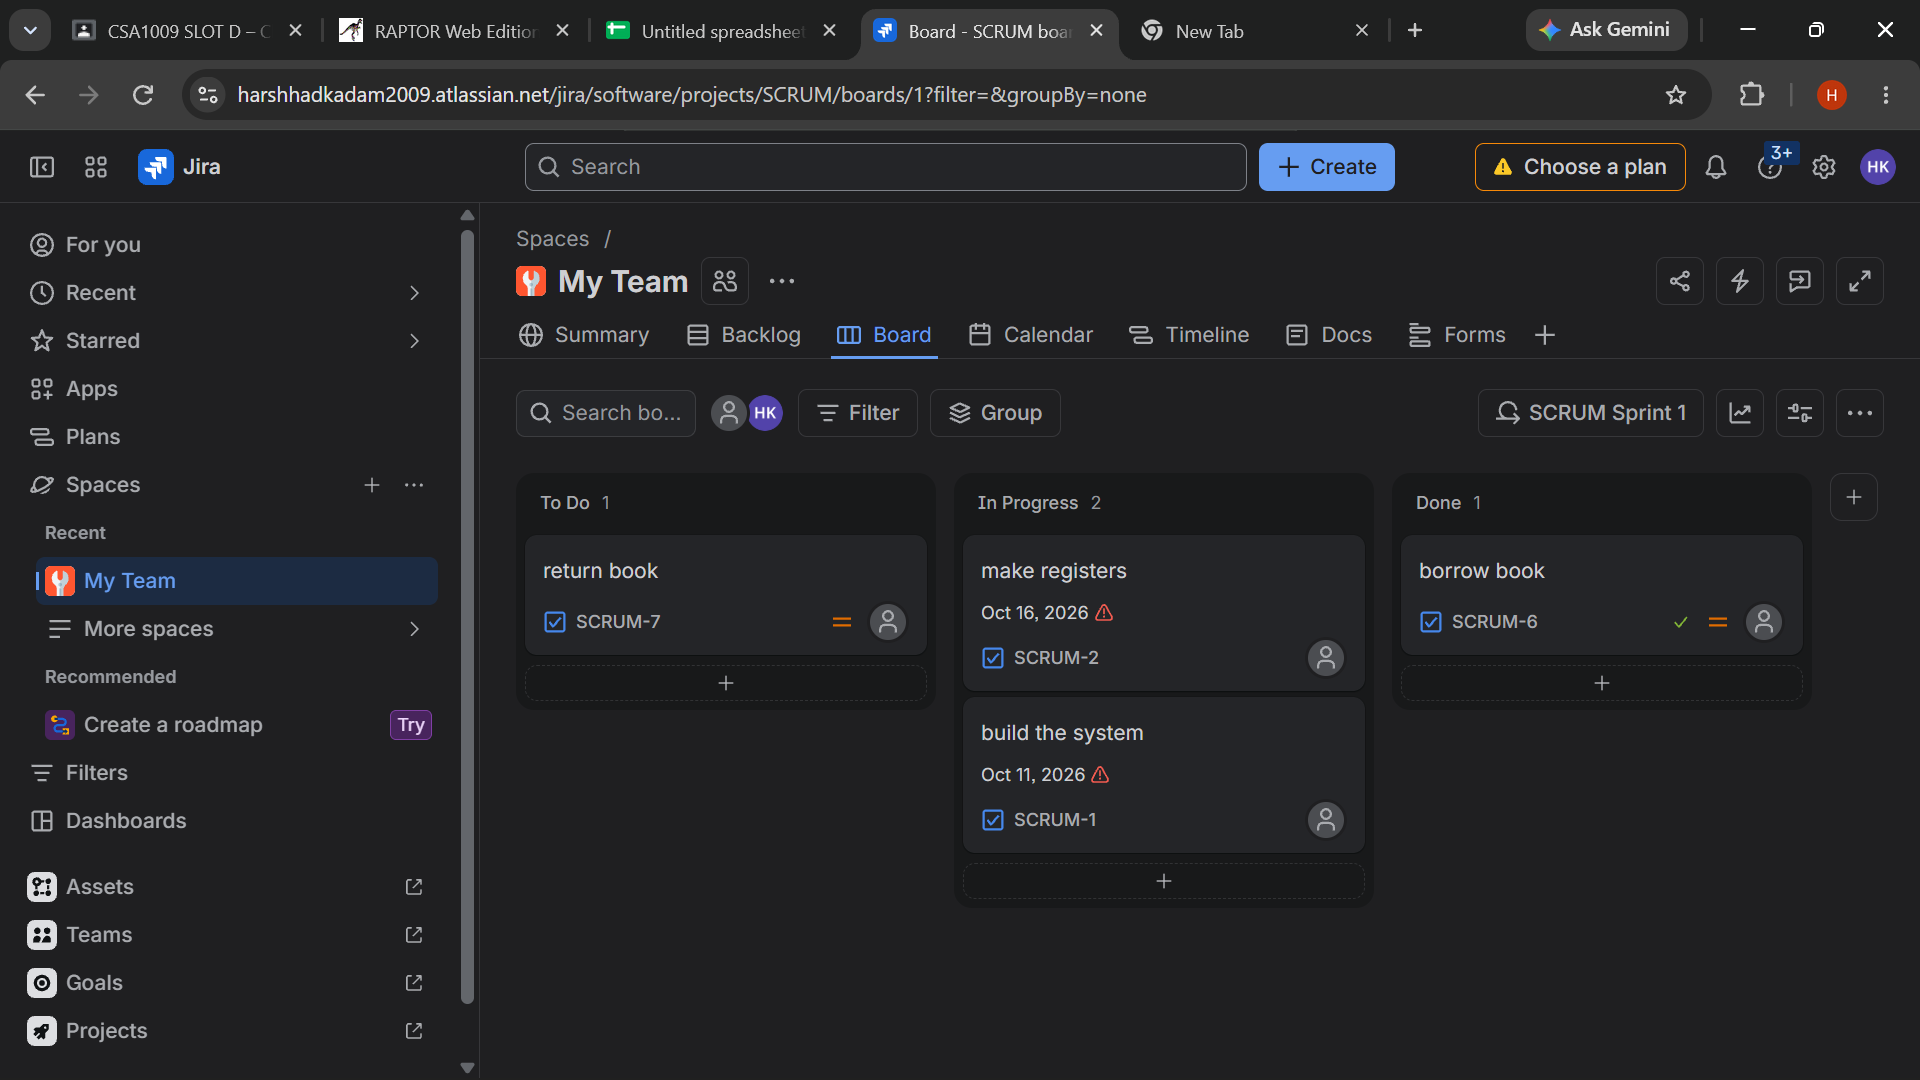 CSA1009 SLOT D – C
RAPTOR Web Edition
Untitled spreadsheet
Board - SCRUM boa
New Tab
Ask Gemini
harshhadkadam2009.atlassian.net/jira/software/projects/SCRUM/boards/1?filter=&groupBy=none
H
Jira
Search
Create
Choose a plan
3+
HK
For you
Recent
Starred
Apps
Plans
Spaces
Recent
My Team
More spaces
Recommended
Create a roadmap
Try
Filters
Dashboards
Assets
Teams
Goals
Projects
Spaces /
My Team
Summary
Backlog
Board
Calendar
Timeline
Docs
Forms
Search bo...
HK
Filter
Group
SCRUM Sprint 1
To Do 1
return book
SCRUM-7
In Progress 2
make registers
Oct 16, 2026
SCRUM-2
build the system
Oct 11, 2026
SCRUM-1
Done 1
borrow book
SCRUM-6